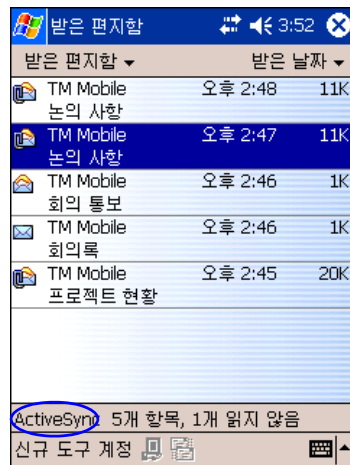 받은 편지함 3:52
받은 편지함 받은 날짜
TM Mobile 오후 2:48 11K
논의 사항
TM Mobile 오후 2:47 11K
논의 사항
TM Mobile 오후 2:46 1K
회의 통보
TM Mobile 오후 2:46 1K
회의록
TM Mobile 오후 2:45 20K
프로젝트 현황
ActiveSync 5개 항목, 1개 읽지 않음
신규 도구 계정